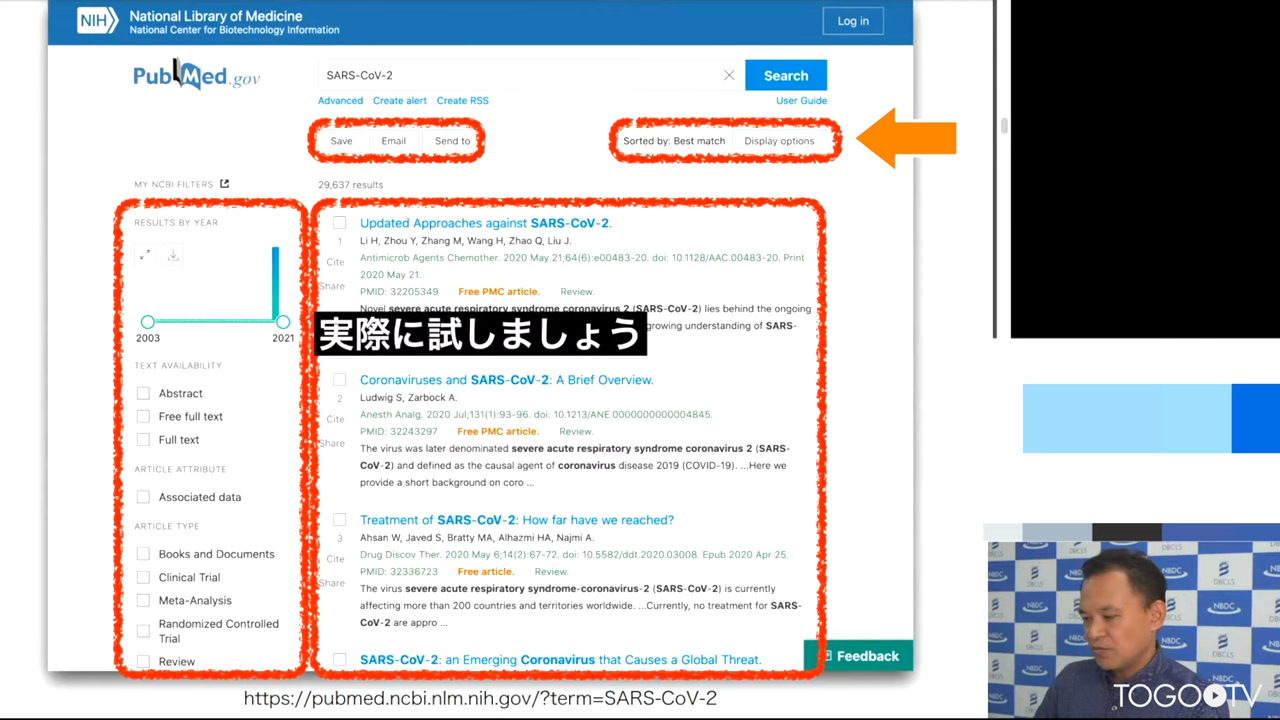 NIH
National Library of Medicine
National Center for Biotechnology Information
Log in
PubMed.gov
SARS-CoV-2
Search
Advanced
Create alert
Create RSS
User Guide
Save
Email
Send to
Sorted by: Best match
Display options
MY NCBI FILTERS
29,637 results
RESULTS BY YEAR
2003
2021
TEXT AVAILABILITY
Abstract
Free full text
Full text
ARTICLE ATTRIBUTE
Associated data
ARTICLE TYPE
Books and Documents
Clinical Trial
Meta-Analysis
Randomized Controlled
Trial
Review
Updated Approaches against SARS-CoV-2.
1
Cite
Share
Li H, Zhou Y, Zhang M, Wang H, Zhao Q, Liu J.
Antimicrob Agents Chemother. 2020 May 21;64(6):e00483-20. doi: 10.1128/AAC.00483-20. Print
2020 May 21.
PMID: 32205349
Free PMC article.
Review.
Novel severe acute respiratory syndrome coronavirus 2 (SARS-CoV-2) lies behind the ongoing
growing understanding of SARS-
実際に試しましょう
Coronaviruses and SARS-CoV-2: A Brief Overview.
2
Cite
Share
Ludwig S, Zarbock A.
Anesth Analg. 2020 Jul;131(1):93-96. doi: 10.1213/ANE.0000000000004845.
PMID: 32243297
Free PMC article.
Review.
The virus was later denominated severe acute respiratory syndrome coronavirus 2 (SARS-
CoV-2) and defined as the causal agent of coronavirus disease 2019 (COVID-19). ...Here we
provide a short background on coro ...
Treatment of SARS-CoV-2: How far have we reached?
3
Cite
Share
Ahsan W, Javed S, Bratty MA, Alhazmi HA, Najmi A.
Drug Discov Ther. 2020 May 6;14(2):67-72. doi: 10.5582/ddt.2020.03008. Epub 2020 Apr 25.
PMID: 32336723
Free article.
Review.
The virus severe acute respiratory syndrome-coronavirus-2 (SARS-CoV-2) is currently
affecting more than 200 countries and territories worldwide. ...Currently, no treatment for SARS-
CoV-2 are appro ...
SARS-CoV-2: an Emerging Coronavirus that Causes a Global Threat.
Feedback
https://pubmed.ncbi.nlm.nih.gov/?term=SARS-CoV-2
DBCLS
NBDC
TOGO TV